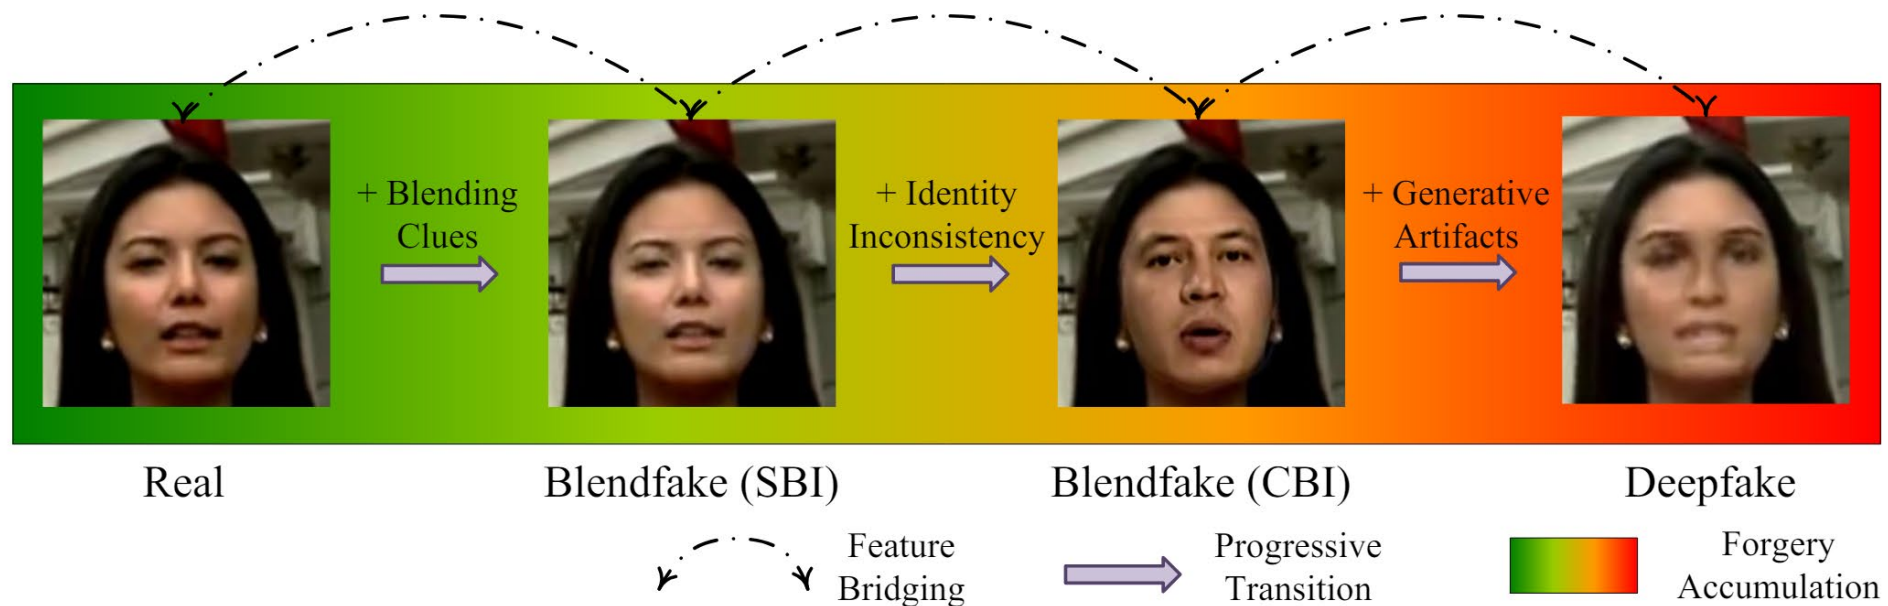 + Blending
Clues
+ Identity
Inconsistency
+ Generative
Artifacts
Real
Blendfake (SBI)
Blendfake (CBI)
Deepfake
Feature
Bridging
Progressive
Transition
Forgery
Accumulation